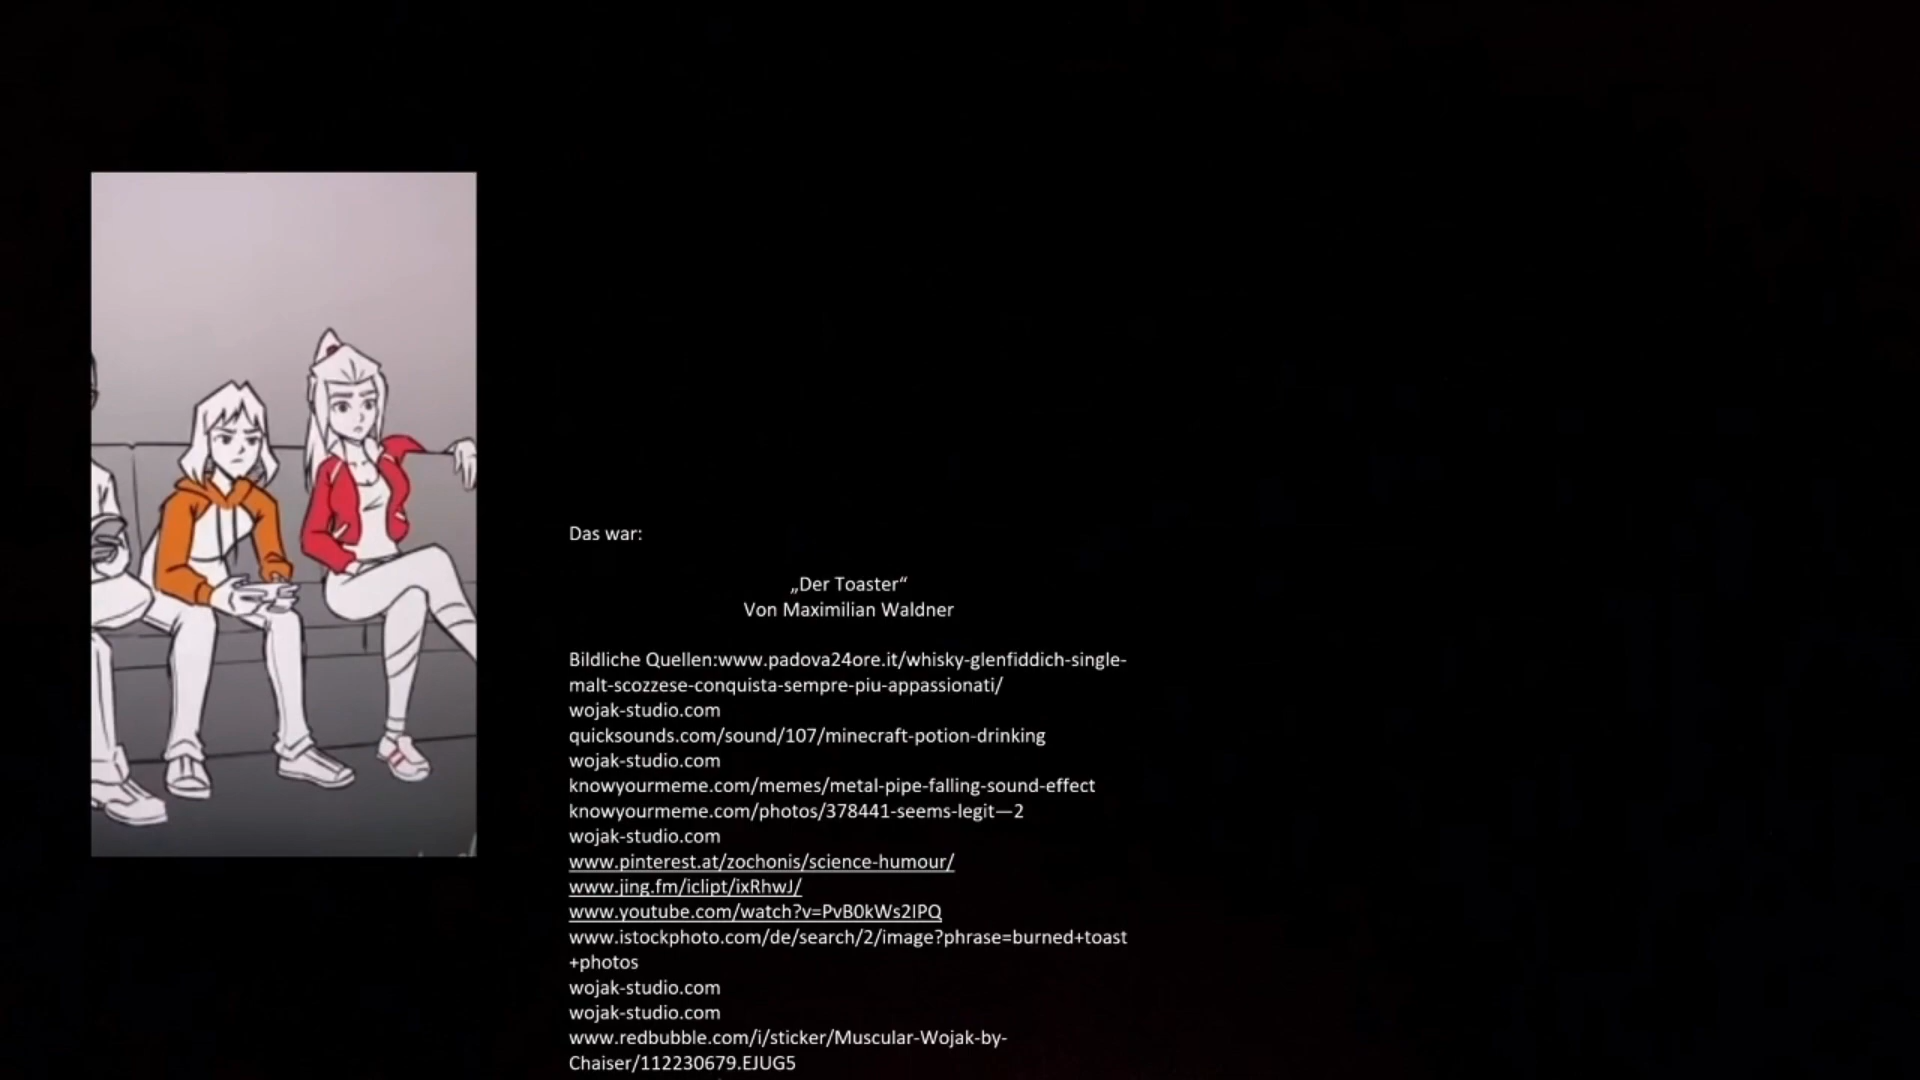 Das war:
„Der Toaster“
Von Maximilian Waldner
Bildliche Quellen:www.padova24ore.it/whisky-glenfiddich-single-
malt-scozzese-conquista-sempre-piu-appassionati/
wojak-studio.com
quicksounds.com/sound/107/minecraft-potion-drinking
wojak-studio.com
knowyourmeme.com/memes/metal-pipe-falling-sound-effect
knowyourmeme.com/photos/378441-seems-legit—2
wojak-studio.com
www.pinterest.at/zochonis/science-humour/
www.jing.fm/iclipt/ixRhwJ/
www.youtube.com/watch?v=PvB0kWs2IPQ
www.istockphoto.com/de/search/2/image?phrase=burned+toast
+photos
wojak-studio.com
wojak-studio.com
www.redbubble.com/i/sticker/Muscular-Wojak-by-
Chaiser/112230679.EJUG5